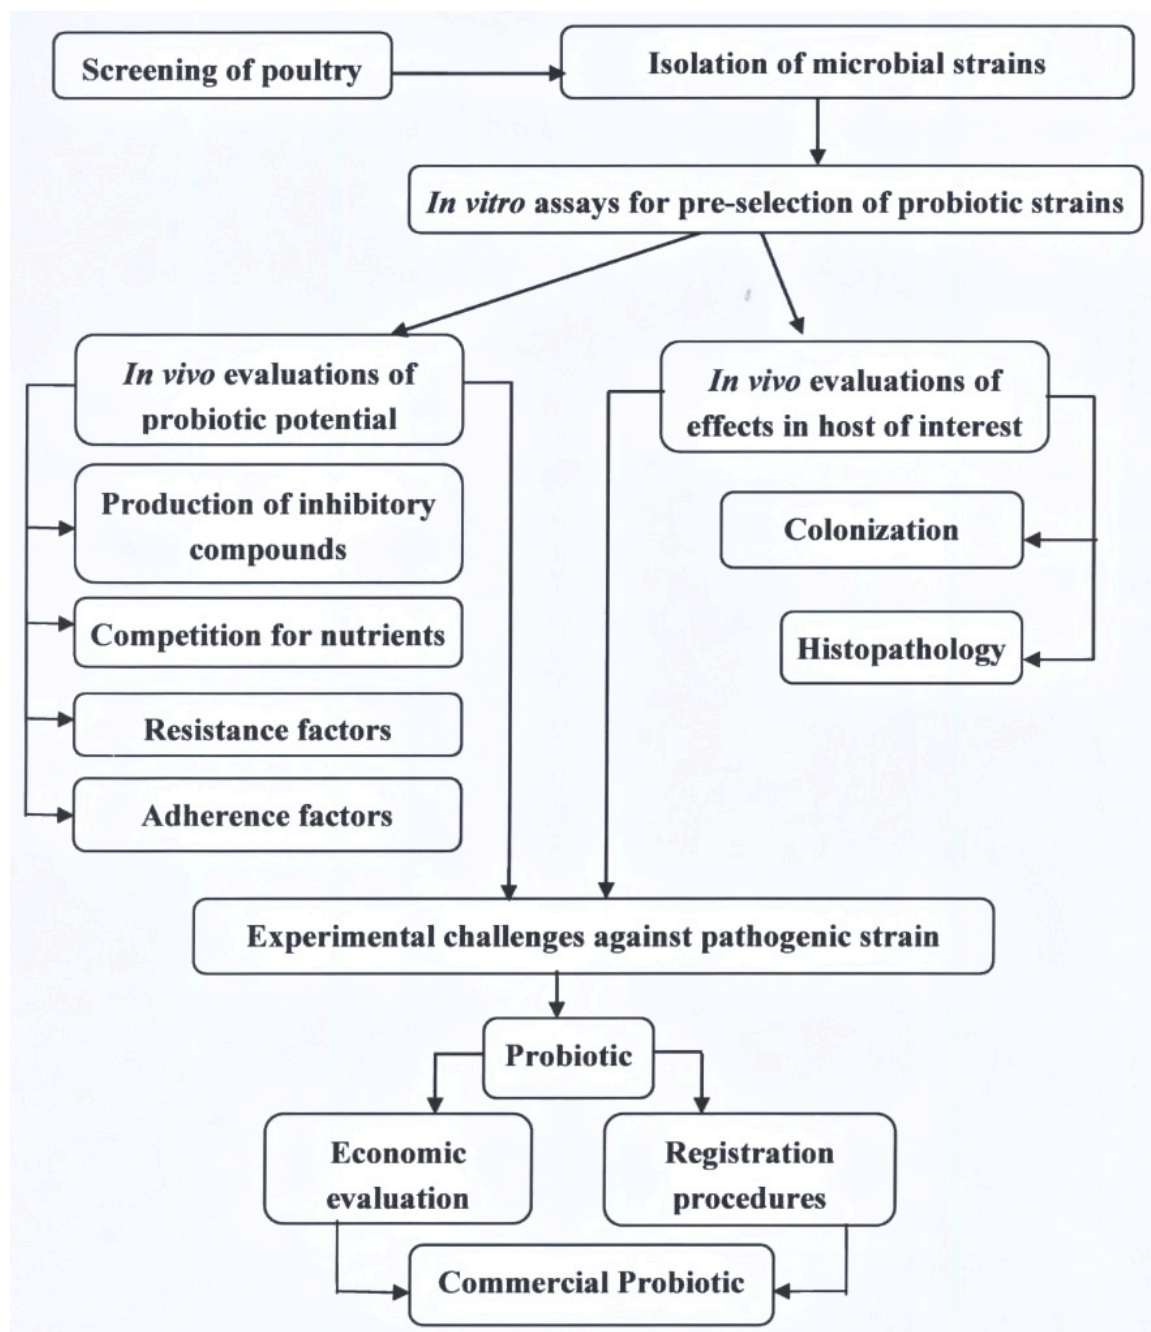 Screening of poultry
Isolation of microbial strains
In vitro assays for pre-selection of probiotic strains
In vivo evaluations of
probiotic potential
Production of inhibitory
compounds
Competition for nutrients
Resistance factors
Adherence factors
In vivo evaluations of
effects in host of interest
Colonization
Histopathology
Experimental challenges against pathogenic strain
Probiotic
Economic
evaluation
Registration
procedures
Commercial Probiotic